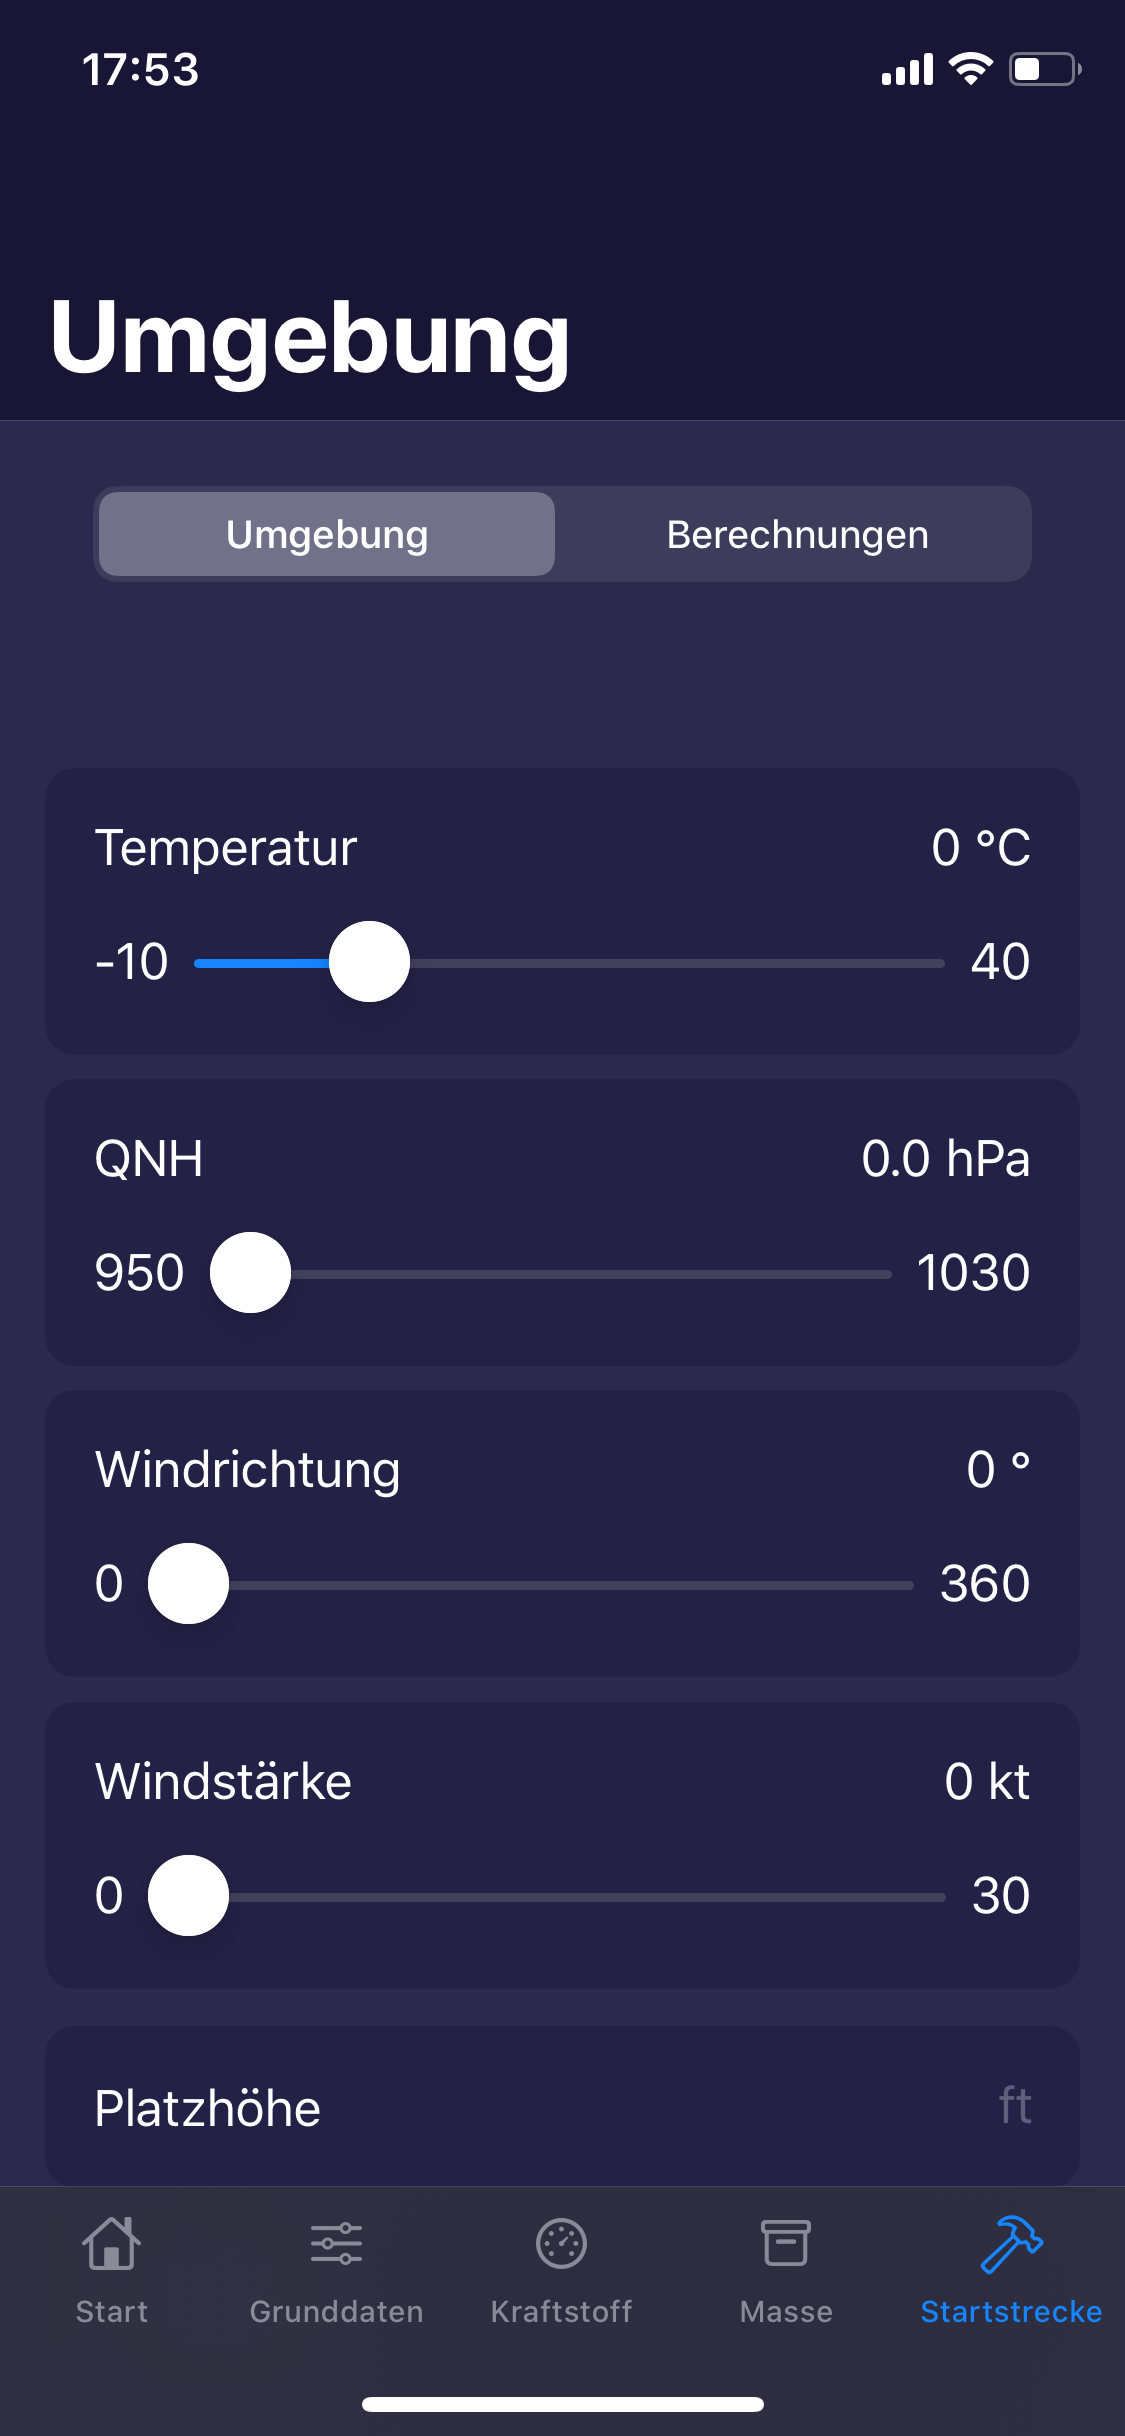 17:53
Umgebung
Umgebung Berechnungen
Temperatur 0 °C
-10 40
QNH 0.0 hPa
950 1030
Windrichtung 0 °
0 360
Windstärke 0 kt
0 30
Platzhöhe ft
Start Grunddaten Kraftstoff Masse Startstrecke